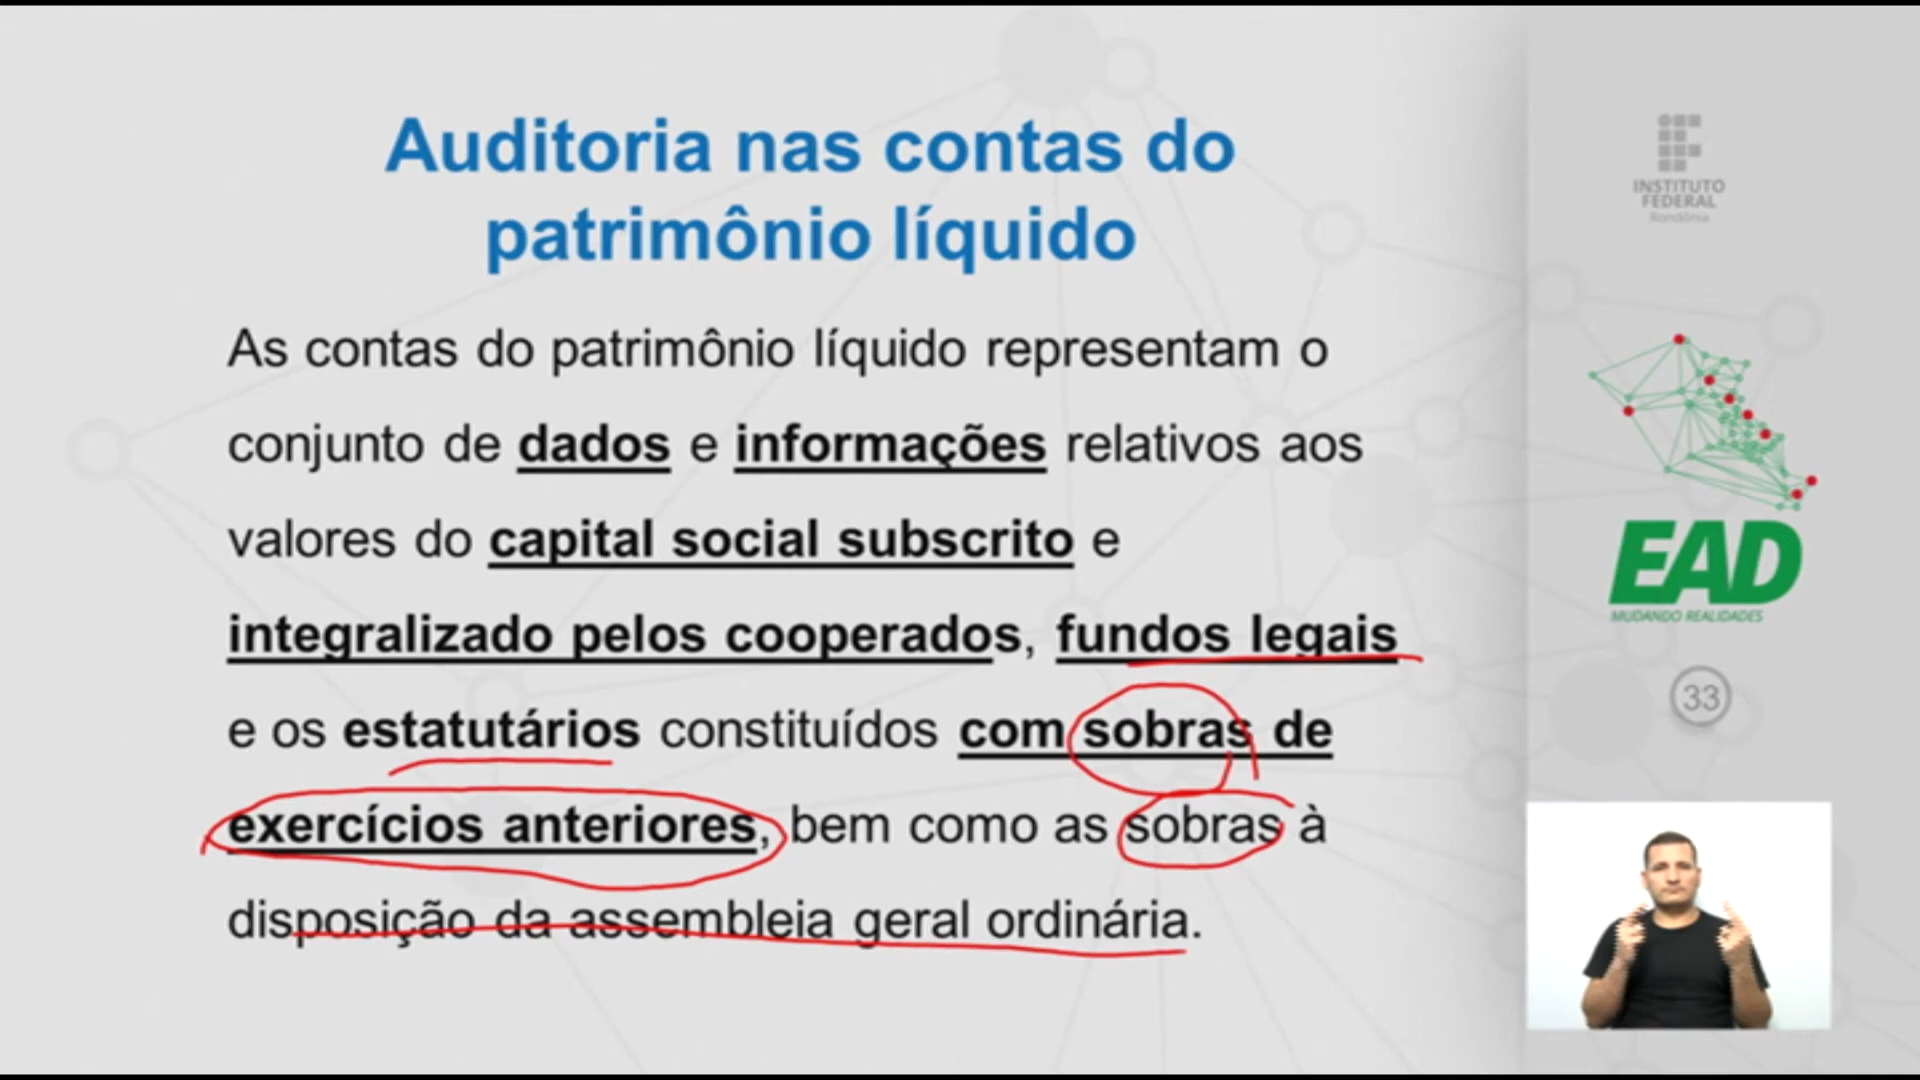 Auditoria nas contas do
patrimônio líquido
As contas do patrimônio líquido representam o
conjunto de dados e informações relativos aos
valores do capital social subscrito e
integralizado pelos cooperados, fundos legais
e os estatutários constituídos com sobras de
exercícios anteriores, bem como as sobras à
disposição da assembleia geral ordinária.
INSTITUTO
FEDERAL
Rondônia
EAD
MUDANDO REALIDADES
33